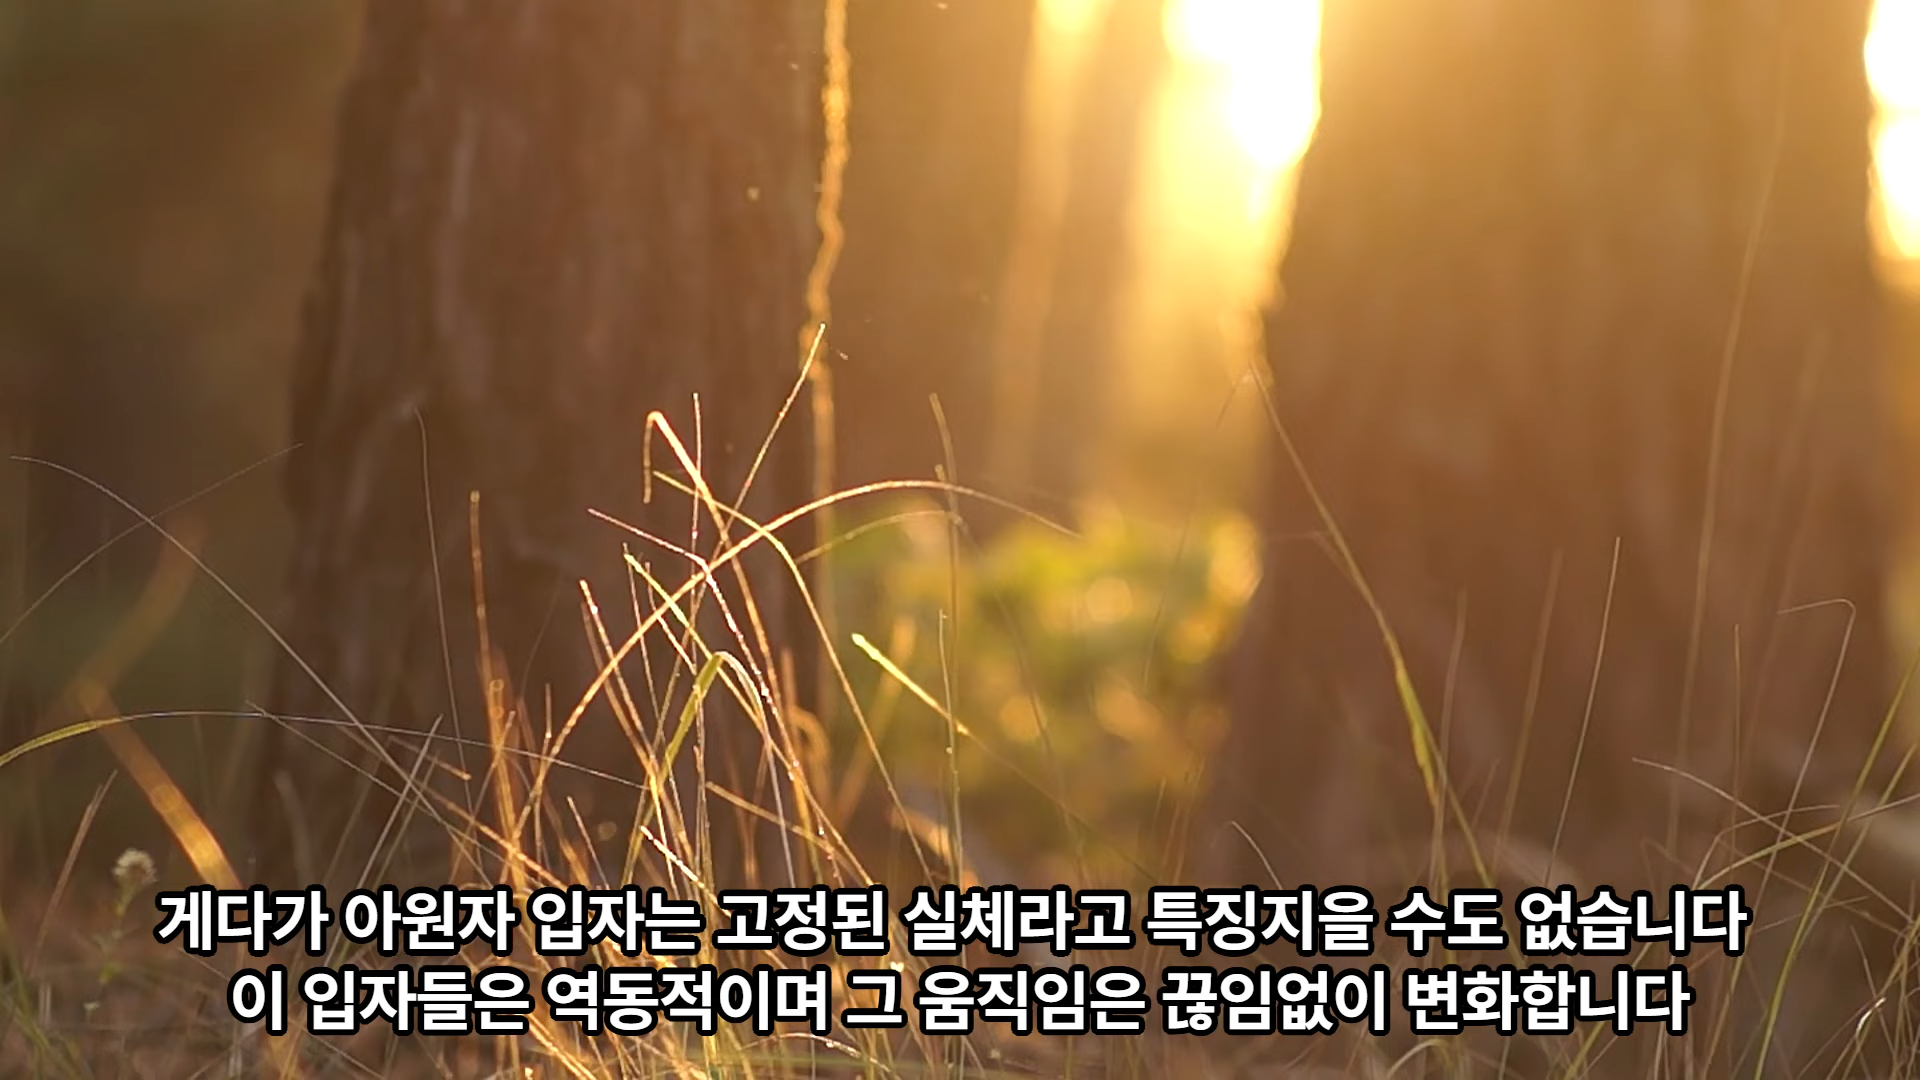 게다가 아원자 입자는 고정된 실체라고 특징지을 수도 없습니다
이 입자들은 역동적이며 그 움직임은 끊임없이 변화합니다